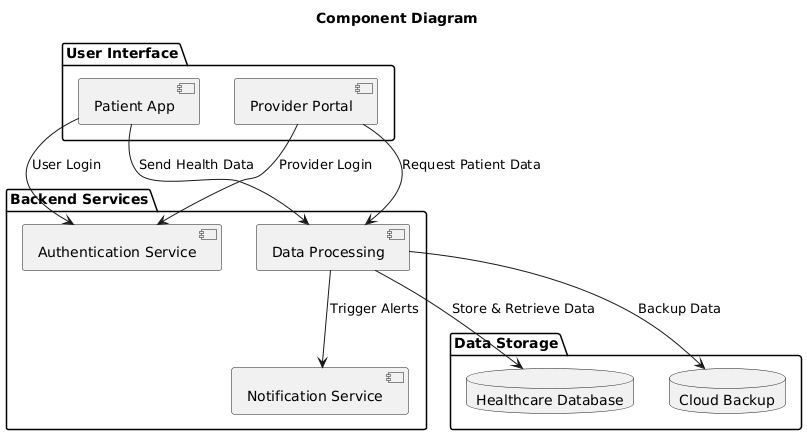 Component Diagram
User Interface
Patient App
Provider Portal
User Login
Send Health Data
Provider Login
Request Patient Data
Backend Services
Authentication Service
Data Processing
Trigger Alerts
Store & Retrieve Data
Backup Data
Data Storage
Notification Service
Healthcare Database
Cloud Backup